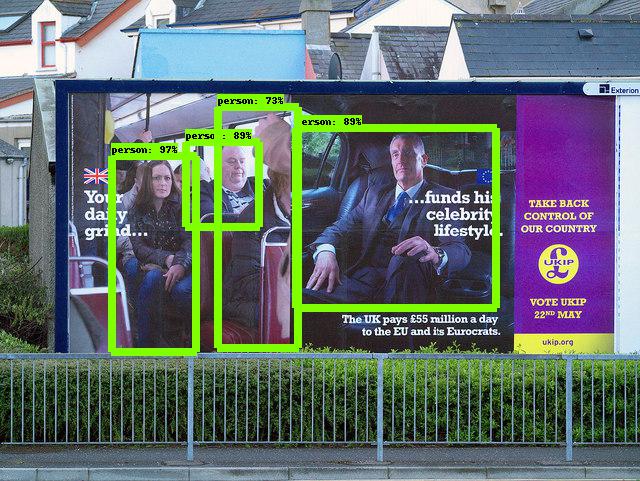 person: 73%
person: 89%
person: 89%
person: 97%
Exterion
Your
daily
grind...
...funds his
celebrity
lifestyle.
The UK pays £55 million a day
to the EU and its Eurocrats.
TAKE BACK
CONTROL OF
OUR COUNTRY
UKIP
£
VOTE UKIP
22ND MAY
ukip.org